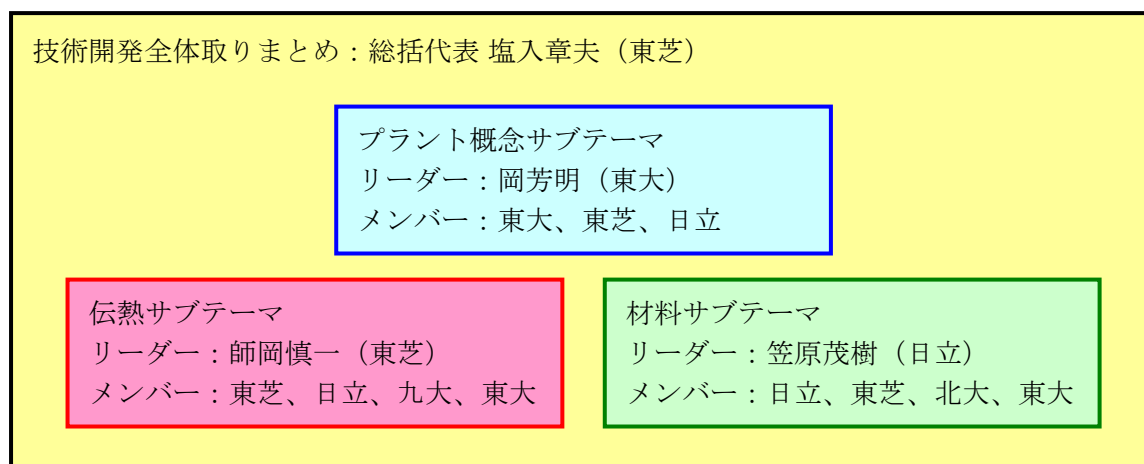 技術開発全体取りまとめ：総括代表 塩入章夫（東芝）
プラント概念サブテーマ
リーダー：岡芳明（東大）
メンバー：東大、東芝、日立
伝熱サブテーマ
リーダー：師岡慎一（東芝）
メンバー：東芝、日立、九大、東大
材料サブテーマ
リーダー：笠原茂樹（日立）
メンバー：日立、東芝、北大、東大